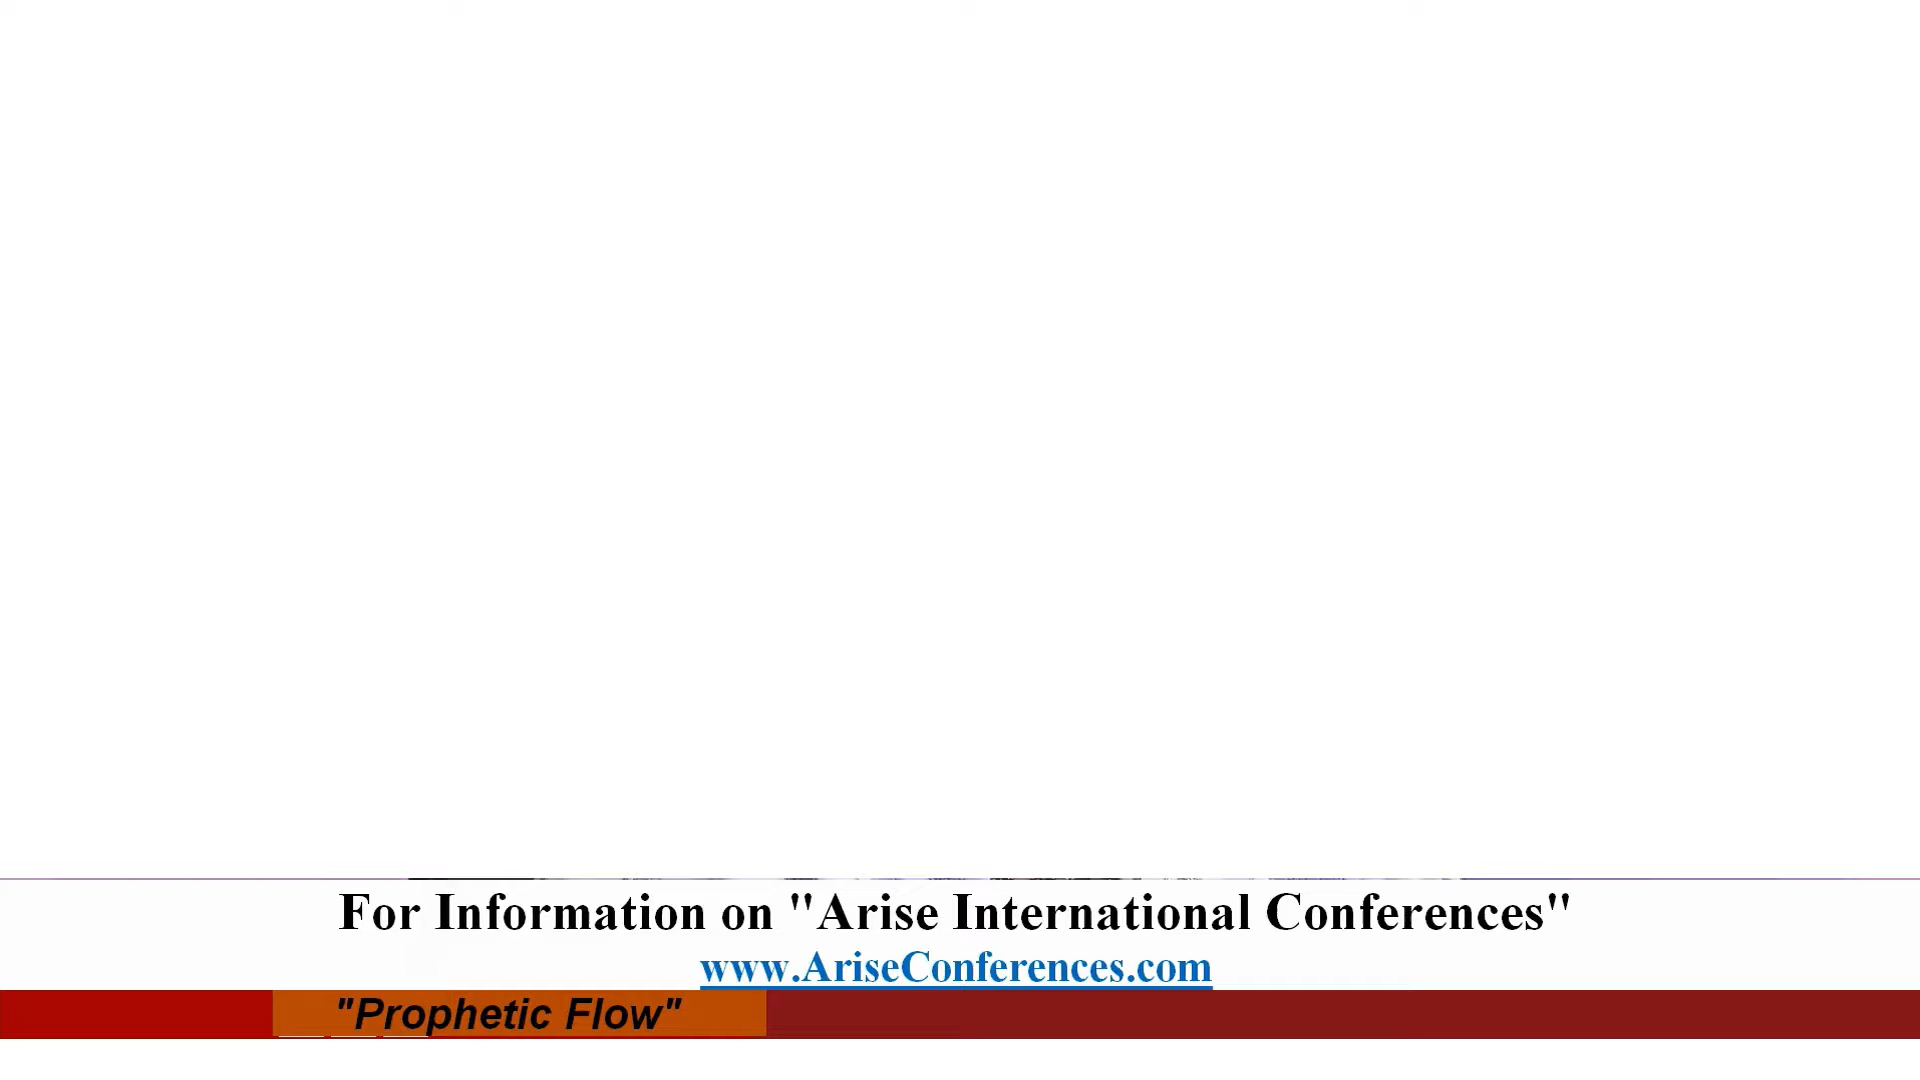 For Information on "Arise International Conferences"
www.AriseConferences.com
"Prophetic Flow"